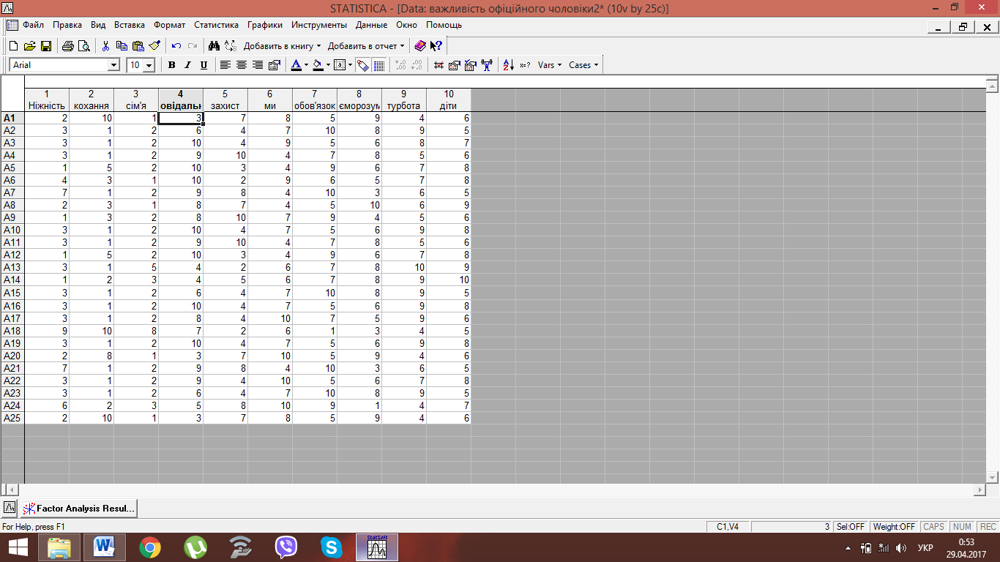 STATISTICA - [Data: важливість офіційного чоловіки2* (10v by 25c)]
Файл Правка Вид Вставка Формат Статистика Графики Инструменты Данные Окно Помощь
Добавить в книгу Добавить в отчет
Arial 10 B I U Vars Cases
1 2 3 4 5 6 7 8 9 10
Ніжність кохання сім'я овідальн захист ми обов'язок ємморозум турбота діти
A1 2 10 1 3 7 8 5 9 4 6
A2 3 1 2 6 4 7 10 8 9 5
A3 3 1 2 10 4 9 5 6 8 7
A4 3 1 2 9 10 4 7 8 5 6
A5 1 5 2 10 3 4 9 6 7 8
A6 4 3 1 10 2 9 6 5 7 8
A7 7 1 2 9 8 4 10 3 6 5
A8 2 3 1 8 7 4 5 10 6 9
A9 1 3 2 8 10 7 9 4 5 6
A10 3 1 2 10 4 7 5 6 9 8
A11 3 1 2 9 10 4 7 8 5 6
A12 1 5 2 10 3 4 9 6 7 8
A13 3 1 5 4 2 6 7 8 10 9
A14 1 2 3 4 5 6 7 8 9 10
A15 3 1 2 6 4 7 10 8 9 5
A16 3 1 2 10 4 7 5 6 9 8
A17 3 1 2 8 4 10 7 5 9 6
A18 9 10 8 7 2 6 1 3 4 5
A19 3 1 2 10 4 7 5 6 9 8
A20 2 8 1 3 7 10 5 9 4 6
A21 7 1 2 9 8 4 10 3 6 5
A22 3 1 2 9 4 10 5 6 7 8
A23 3 1 2 6 4 7 10 8 9 5
A24 6 2 3 5 8 10 9 1 4 7
A25 2 10 1 3 7 8 5 9 4 6
Factor Analysis Resul...
For Help, press F1 C1,V4 3 Sel:OFF Weight:OFF CAPS NUM REC
StatSoft
УКР 0:53
29.04.2017